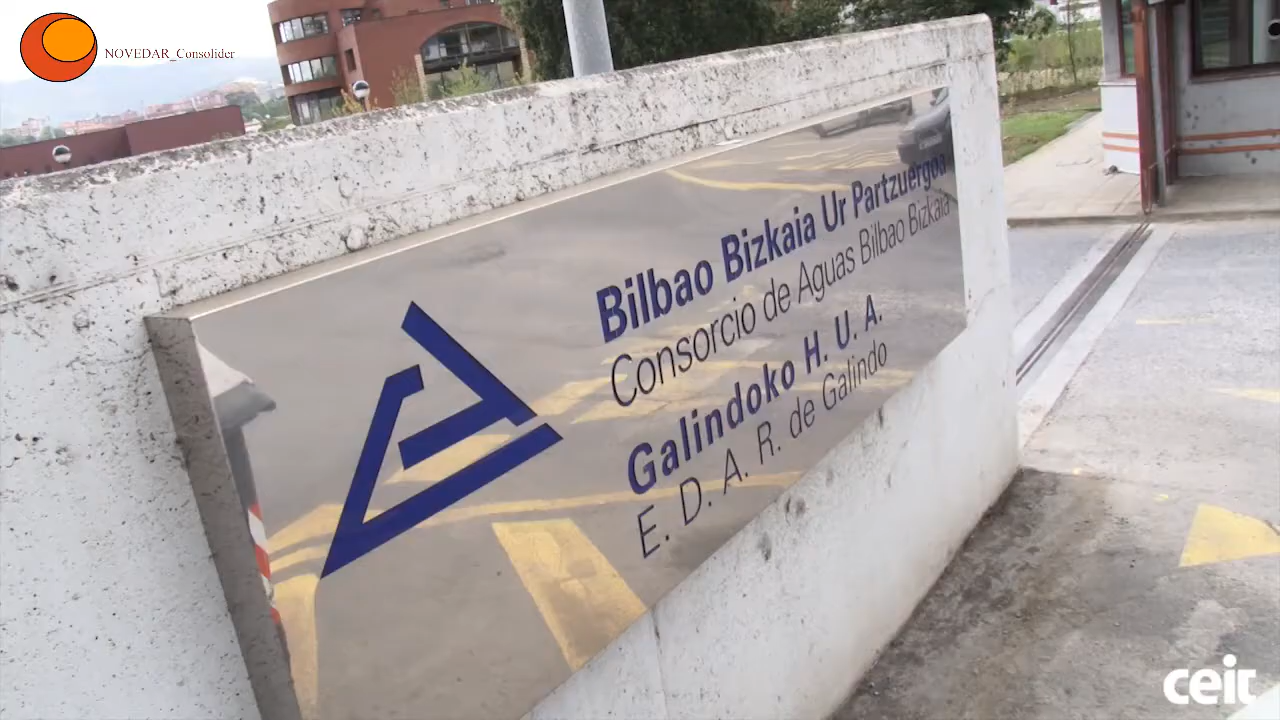 NOVEDAR_Consolider
Bilbao Bizkaia Ur Partzuergoa
Consorcio de Aguas Bilbao Bizkaia
Galindoko H. U. A.
E. D. A. R. de Galindo
ceit